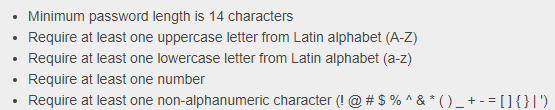 • Minimum password length is 14 characters
• Require at least one uppercase letter from Latin alphabet (A-Z)
• Require at least one lowercase letter from Latin alphabet (a-z)
• Require at least one number
• Require at least one non-alphanumeric character (! @ # $ % ^ & * ( ) _ + - = [ ] { } | ')